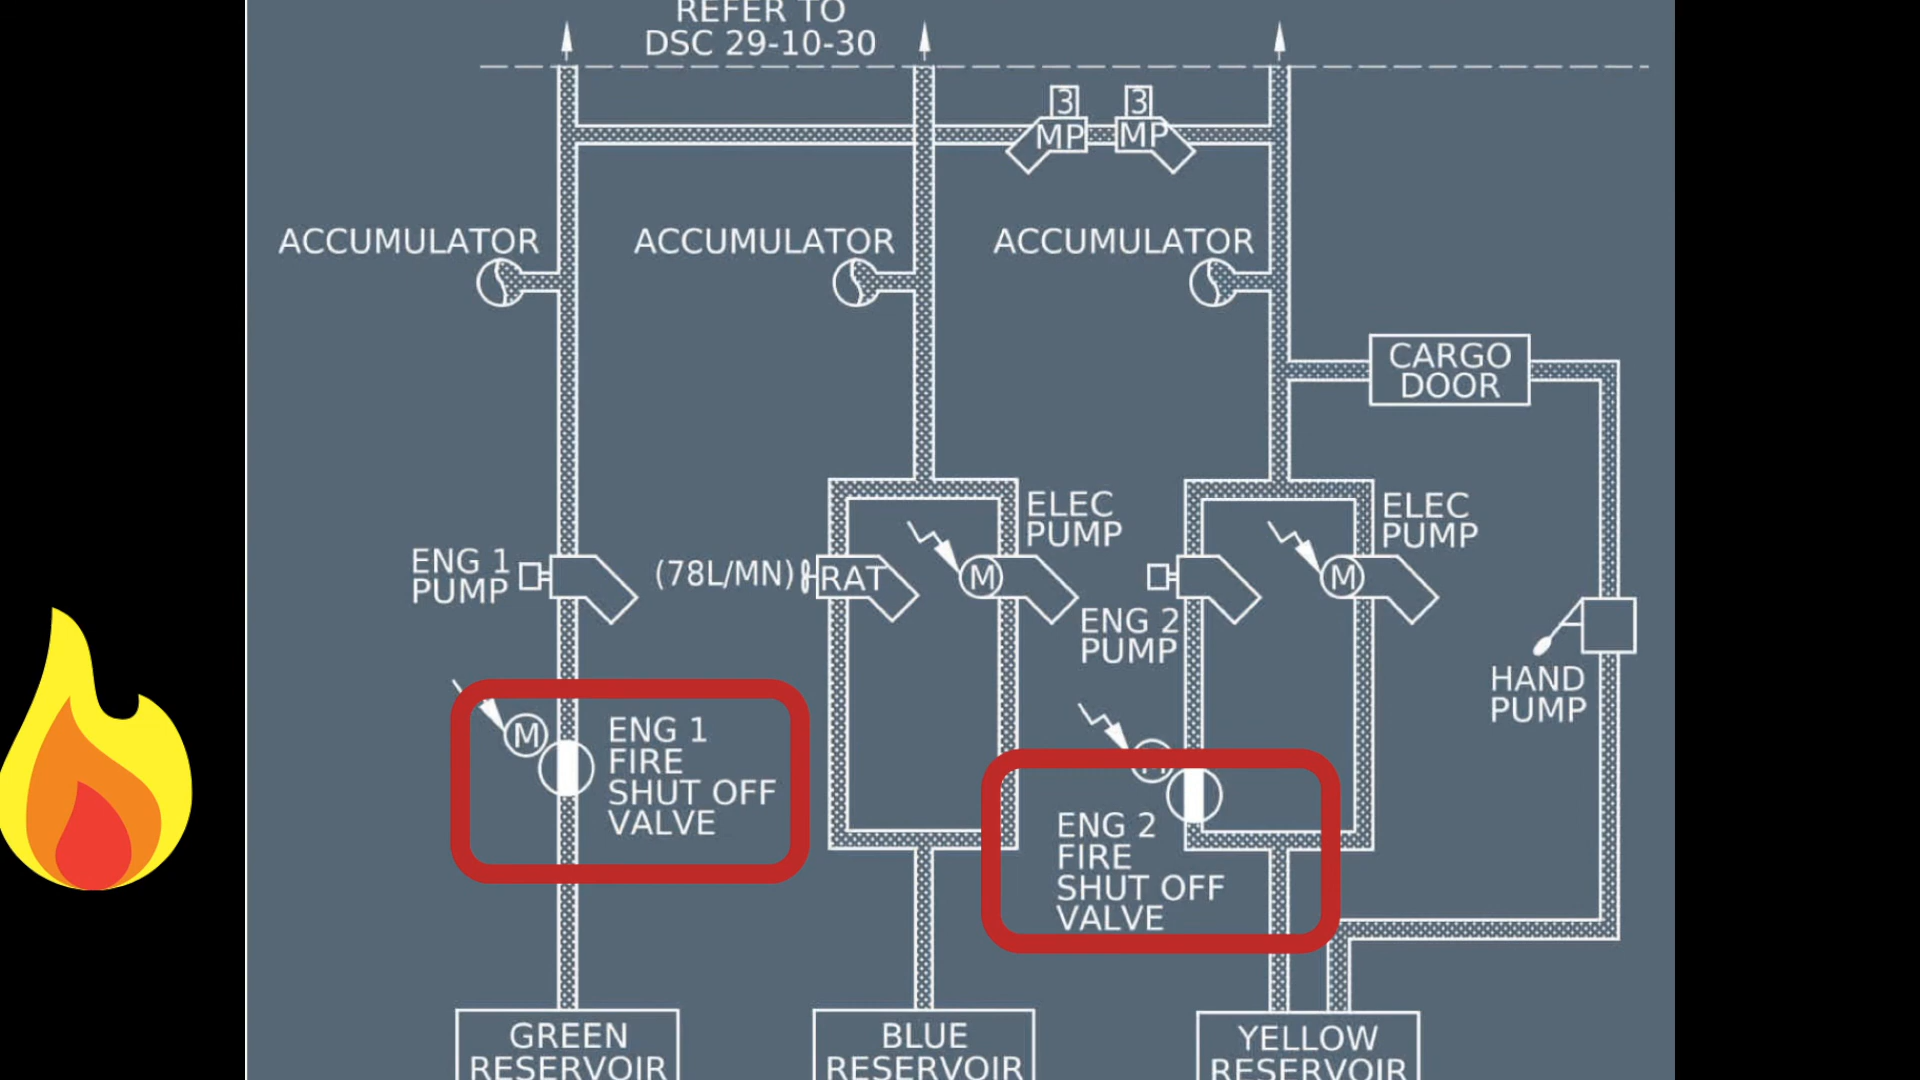 REFER TO
DSC 29-10-30
3
3
MP
MP
ACCUMULATOR
ACCUMULATOR
ACCUMULATOR
CARGO
DOOR
ELEC
PUMP
ELEC
PUMP
ENG 1
PUMP
(78L/MN)
RAT
M
M
ENG 2
PUMP
HAND
PUMP
M
ENG 1
FIRE
SHUT OFF
VALVE
M
ENG 2
FIRE
SHUT OFF
VALVE
GREEN
RESERVOIR
BLUE
RESERVOIR
YELLOW
RESERVOIR